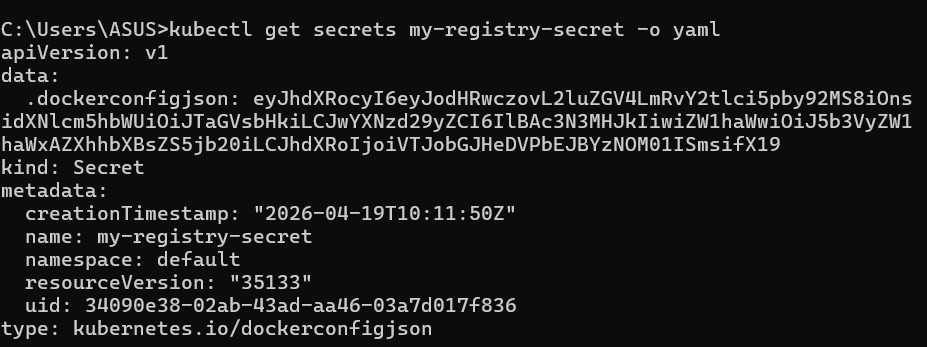 C:\Users\ASUS>kubectl get secrets my-registry-secret -o yaml
apiVersion: v1
data:
  .dockerconfigjson: eyJhdXRocyI6eyJodHRwczovL2luZGV4LmRvY2tlci5pby92MS8iOns
idXNlcm5hbWUiOiJTaGVsbHkiLCJwYXNzd29yZCI6IlBAc3N3MHJkIiwiZW1haWwiOiJ5b3VyZW1
haWxAZXhhbXBsZS5jb20iLCJhdXRoIjoiVTJobGJHeDVPbEJBYzNOM01ISmsifX19
kind: Secret
metadata:
  creationTimestamp: "2026-04-19T10:11:50Z"
  name: my-registry-secret
  namespace: default
  resourceVersion: "35133"
  uid: 34090e38-02ab-43ad-aa46-03a7d017f836
type: kubernetes.io/dockerconfigjson